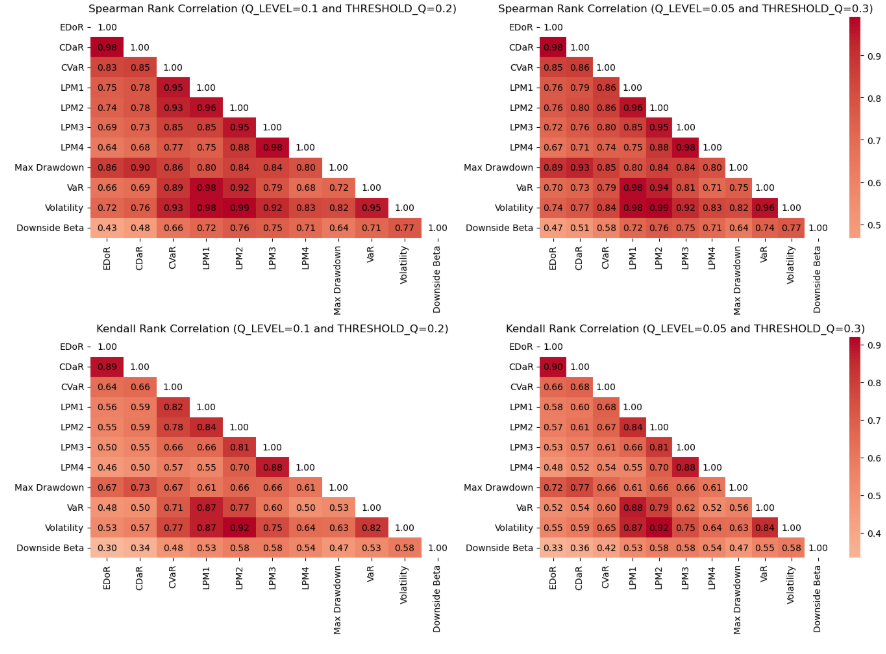 Spearman Rank Correlation (Q_LEVEL=0.1 and THRESHOLD_Q=0.2)
EDoR 1.00
CDaR 0.98 1.00
CVaR 0.83 0.85 1.00
LPM1 0.75 0.78 0.95 1.00
LPM2 0.74 0.78 0.93 0.96 1.00
LPM3 0.69 0.73 0.85 0.85 0.95 1.00
LPM4 0.64 0.68 0.77 0.75 0.88 0.98 1.00
Max Drawdown 0.86 0.90 0.86 0.80 0.84 0.84 0.80 1.00
VaR 0.66 0.69 0.89 0.98 0.92 0.79 0.68 0.72 1.00
Volatility 0.72 0.76 0.93 0.98 0.99 0.92 0.83 0.82 0.95 1.00
Downside Beta 0.43 0.48 0.66 0.72 0.76 0.75 0.71 0.64 0.71 0.77 1.00
EDoR CDaR CVaR LPM1 LPM2 LPM3 LPM4 Max Drawdown VaR Volatility Downside Beta
Spearman Rank Correlation (Q_LEVEL=0.05 and THRESHOLD_Q=0.3)
EDoR 1.00
CDaR 0.98 1.00
CVaR 0.85 0.86 1.00
LPM1 0.76 0.79 0.86 1.00
LPM2 0.76 0.80 0.86 0.96 1.00
LPM3 0.72 0.76 0.80 0.85 0.95 1.00
LPM4 0.67 0.71 0.74 0.75 0.88 0.98 1.00
Max Drawdown 0.89 0.93 0.85 0.80 0.84 0.84 0.80 1.00
VaR 0.70 0.73 0.79 0.98 0.94 0.81 0.71 0.75 1.00
Volatility 0.74 0.77 0.84 0.98 0.99 0.92 0.83 0.82 0.96 1.00
Downside Beta 0.47 0.51 0.58 0.72 0.76 0.75 0.71 0.64 0.74 0.77 1.00
EDoR CDaR CVaR LPM1 LPM2 LPM3 LPM4 Max Drawdown VaR Volatility Downside Beta
0.9
0.8
0.7
0.6
0.5
Kendall Rank Correlation (Q_LEVEL=0.1 and THRESHOLD_Q=0.2)
EDoR 1.00
CDaR 0.89 1.00
CVaR 0.64 0.66 1.00
LPM1 0.56 0.59 0.82 1.00
LPM2 0.55 0.59 0.78 0.84 1.00
LPM3 0.50 0.55 0.66 0.66 0.81 1.00
LPM4 0.46 0.50 0.57 0.55 0.70 0.88 1.00
Max Drawdown 0.67 0.73 0.67 0.61 0.66 0.66 0.61 1.00
VaR 0.48 0.50 0.71 0.87 0.77 0.60 0.50 0.53 1.00
Volatility 0.53 0.57 0.77 0.87 0.92 0.75 0.64 0.63 0.82 1.00
Downside Beta 0.30 0.34 0.48 0.53 0.58 0.58 0.54 0.47 0.53 0.58 1.00
EDoR CDaR CVaR LPM1 LPM2 LPM3 LPM4 Max Drawdown VaR Volatility Downside Beta
Kendall Rank Correlation (Q_LEVEL=0.05 and THRESHOLD_Q=0.3)
EDoR 1.00
CDaR 0.90 1.00
CVaR 0.66 0.68 1.00
LPM1 0.58 0.60 0.68 1.00
LPM2 0.57 0.61 0.67 0.84 1.00
LPM3 0.53 0.57 0.61 0.66 0.81 1.00
LPM4 0.48 0.52 0.54 0.55 0.70 0.88 1.00
Max Drawdown 0.72 0.77 0.66 0.61 0.66 0.66 0.61 1.00
VaR 0.52 0.54 0.60 0.88 0.79 0.62 0.52 0.56 1.00
Volatility 0.55 0.59 0.65 0.87 0.92 0.75 0.64 0.63 0.84 1.00
Downside Beta 0.33 0.36 0.42 0.53 0.58 0.58 0.54 0.47 0.55 0.58 1.00
EDoR CDaR CVaR LPM1 LPM2 LPM3 LPM4 Max Drawdown VaR Volatility Downside Beta
0.9
0.8
0.7
0.6
0.5
0.4